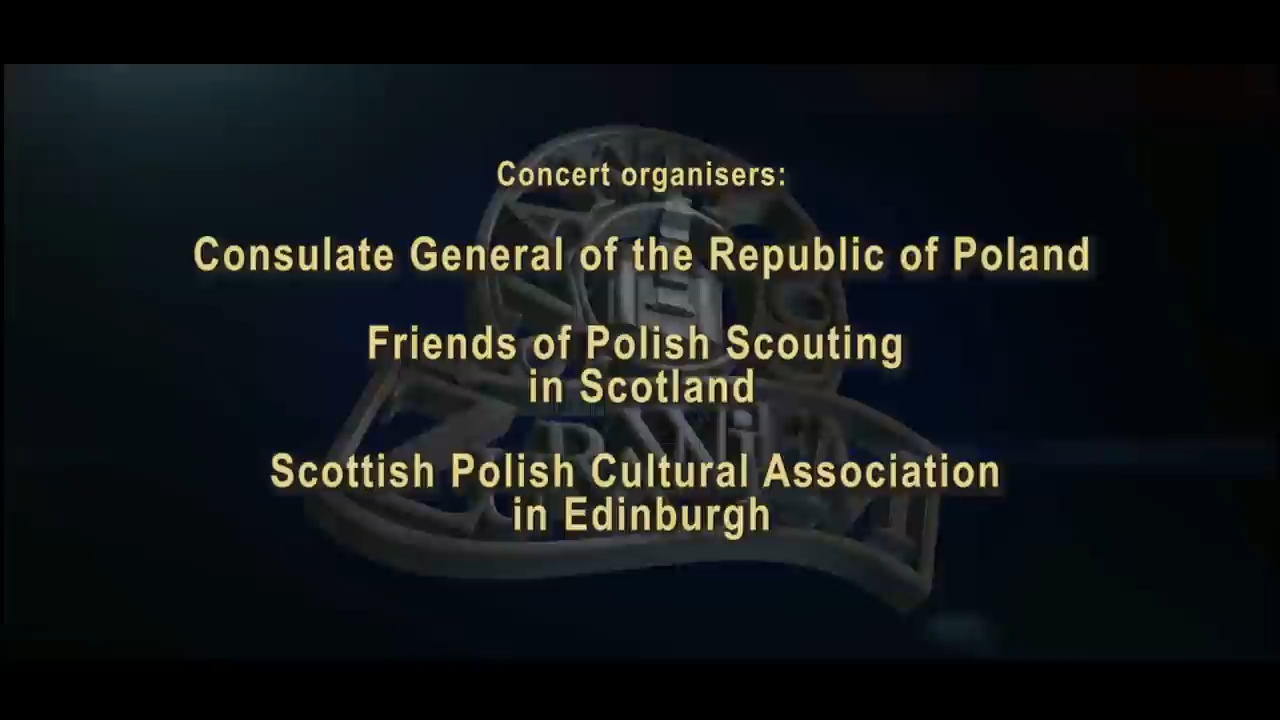 Concert organisers:
Consulate General of the Republic of Poland
Friends of Polish Scouting
in Scotland
Scottish Polish Cultural Association
in Edinburgh